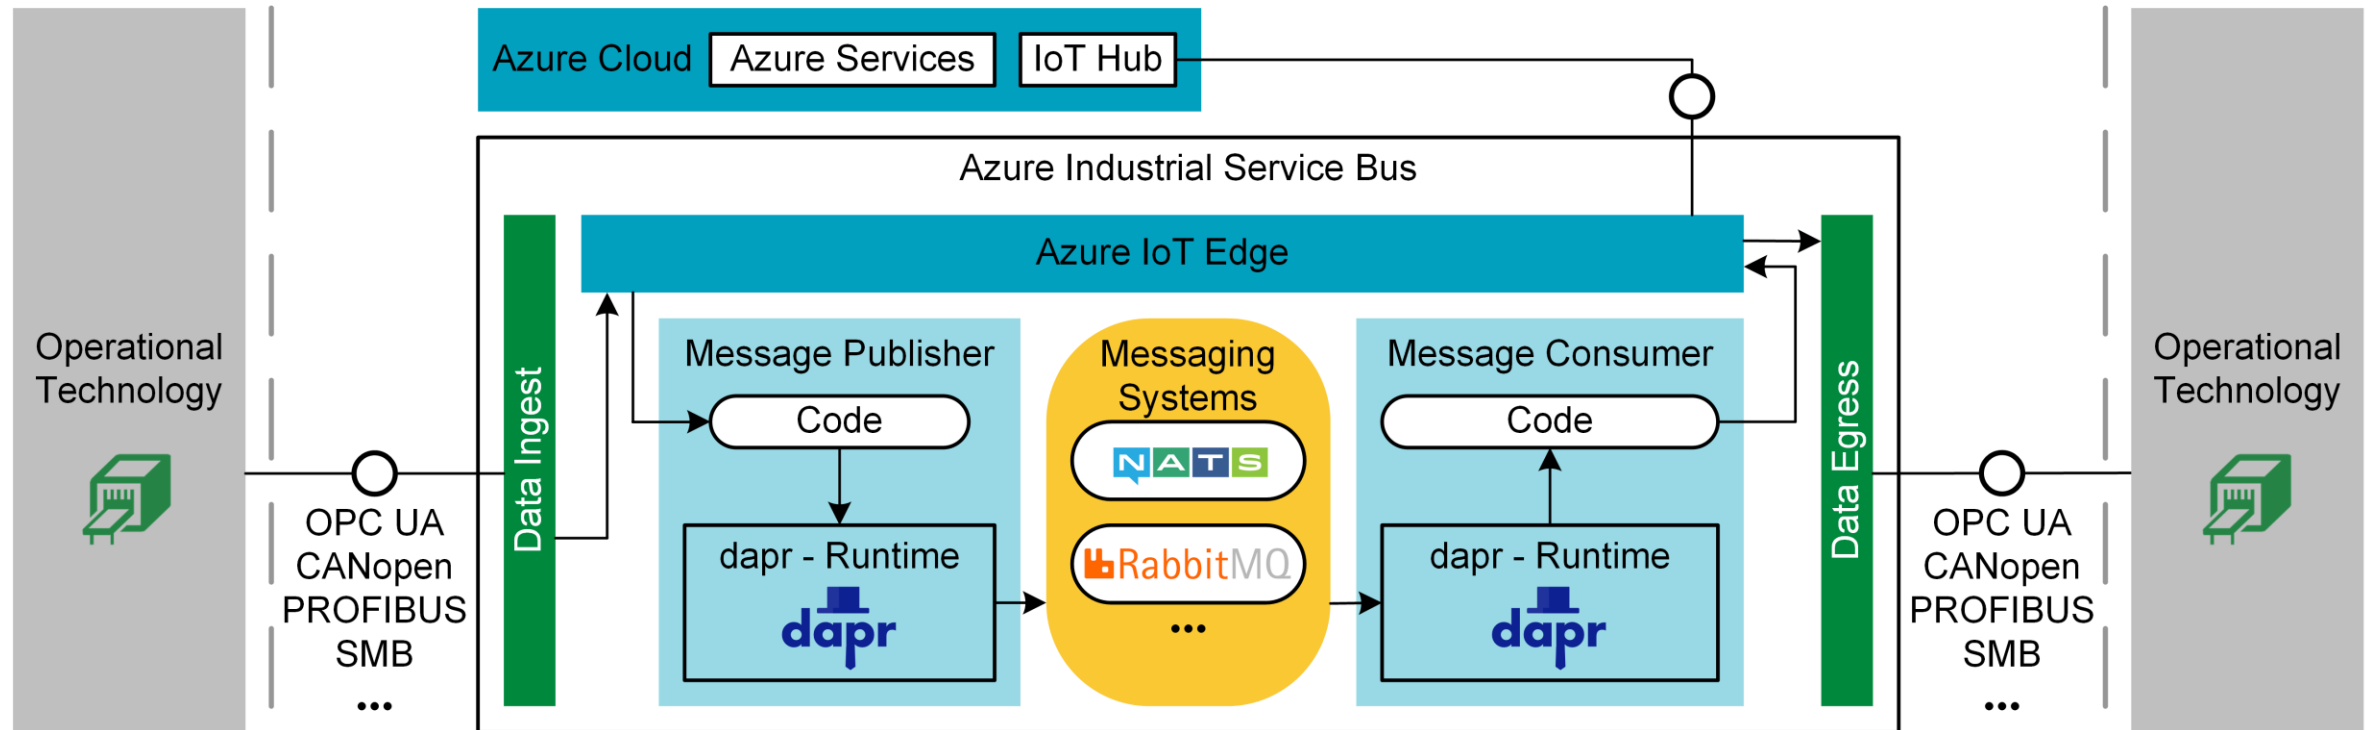 Azure Cloud
Azure Services
IoT Hub
Azure Industrial Service Bus
Operational
Technology
OPC UA
CANopen
PROFIBUS
SMB
...
Data Ingest
Azure IoT Edge
Message Publisher
Code
dapr - Runtime
dapr
Messaging
Systems
NATS
RabbitMQ
...
Message Consumer
Code
dapr - Runtime
dapr
Data Egress
OPC UA
CANopen
PROFIBUS
SMB
...
Operational
Technology